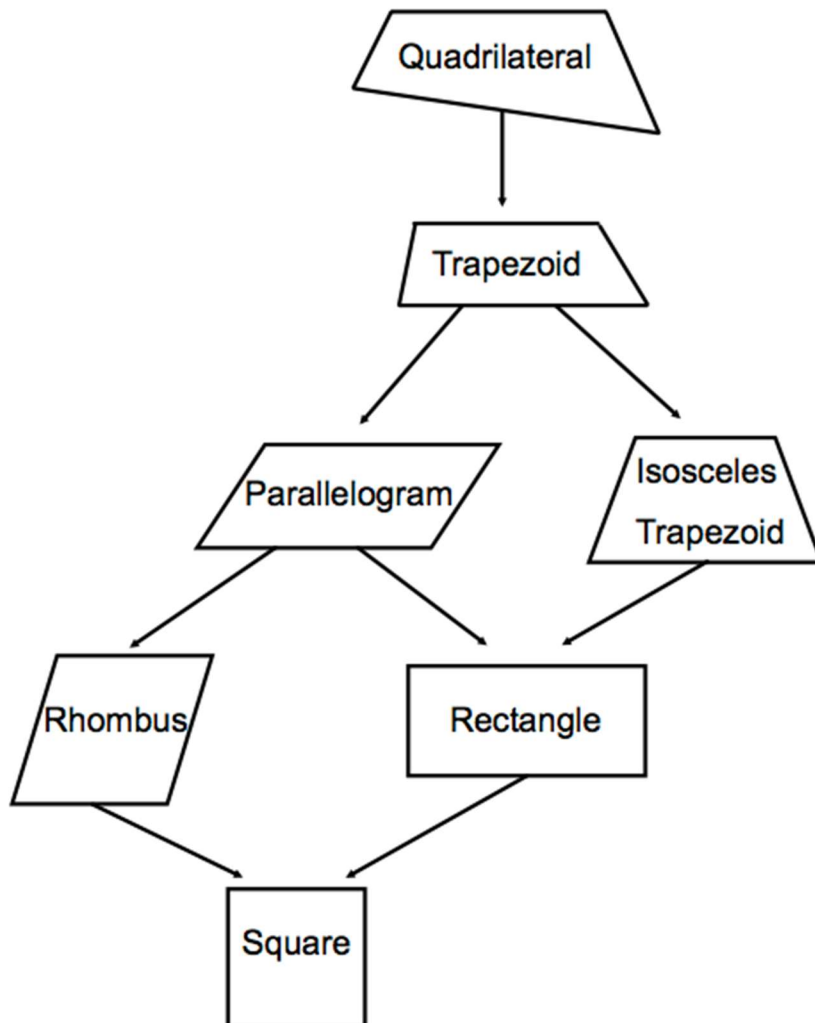 Quadrilateral
Trapezoid
Parallelogram
Isosceles
Trapezoid
Rhombus
Rectangle
Square